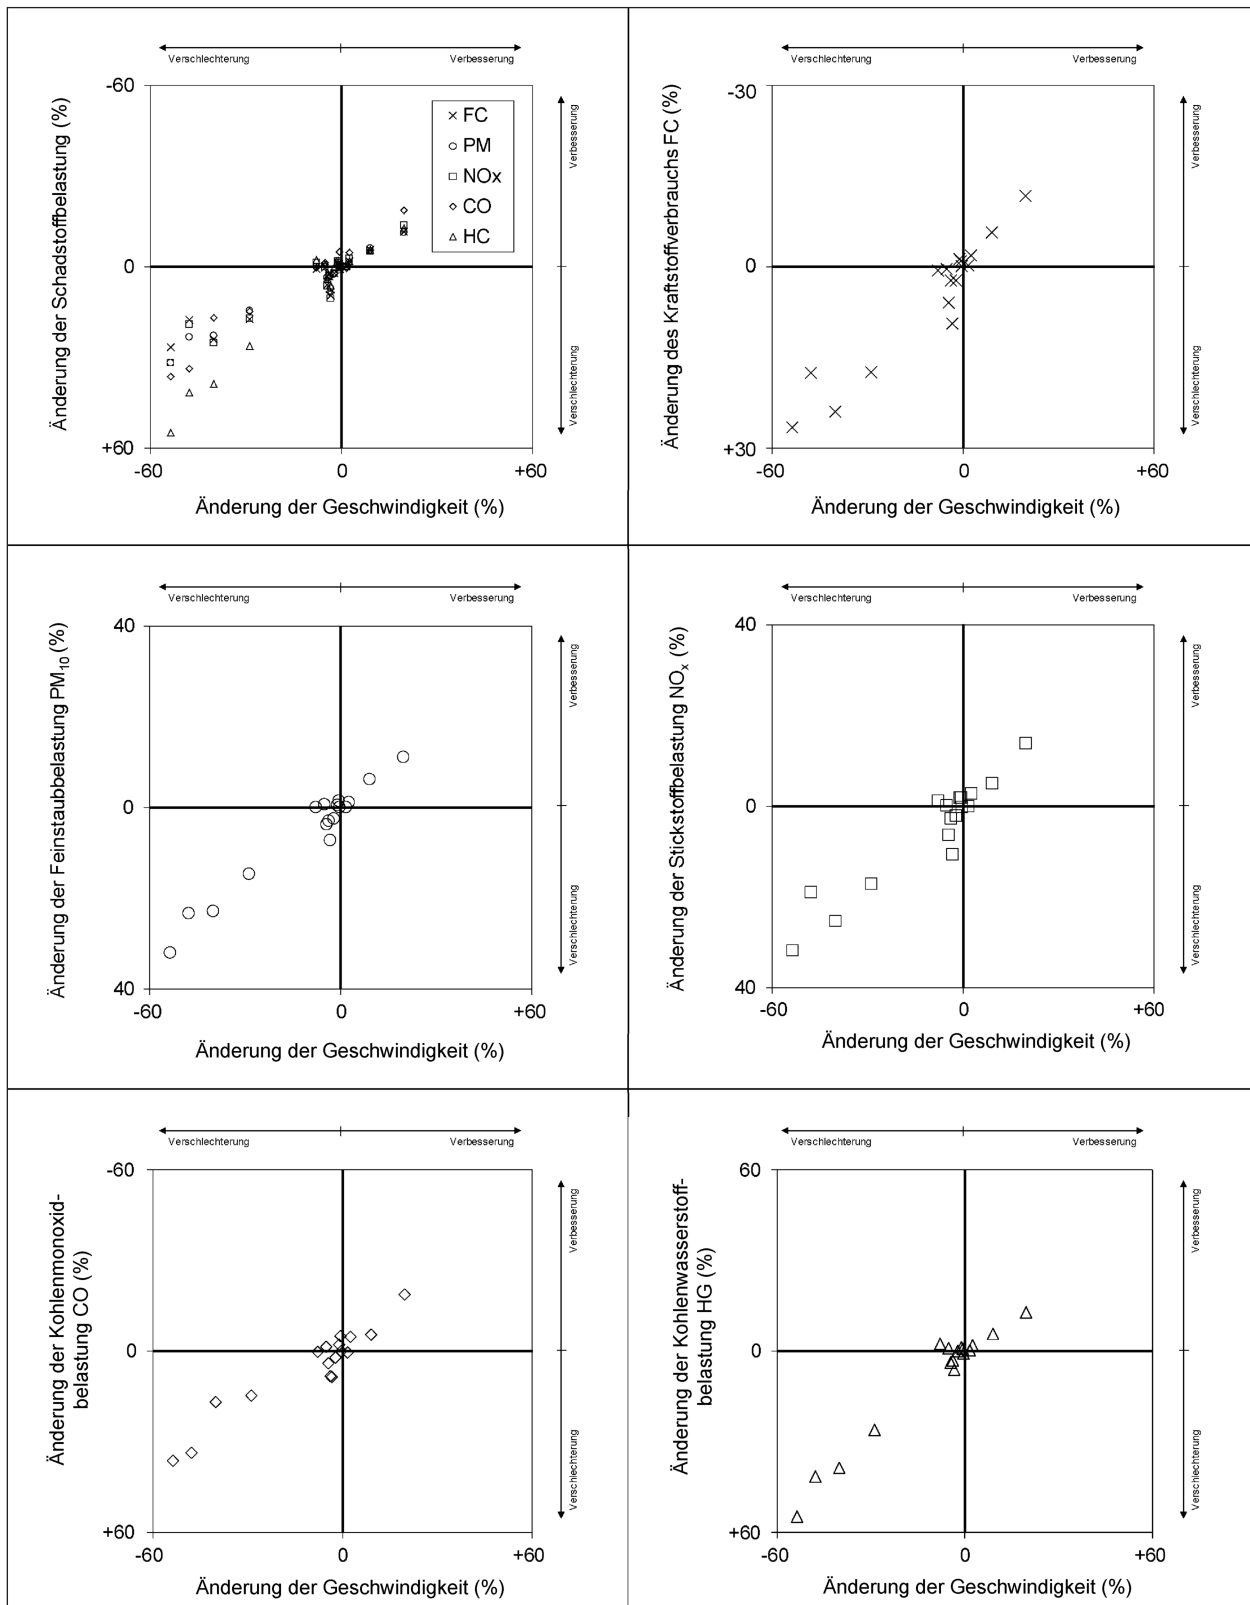 Verschlechterung Verbesserung
Änderung der Schadstoffbelastung (%)
-60
0
+60
FC
PM
NOx
CO
HC
Verbesserung
Verschlechterung
-60 0 +60
Änderung der Geschwindigkeit (%)
Verschlechterung Verbesserung
Änderung des Kraftstoffverbrauchs FC (%)
-30
0
+30
Verbesserung
Verschlechterung
-60 0 +60
Änderung der Geschwindigkeit (%)
Verschlechterung Verbesserung
Änderung der Feinstaubbelastung PM10 (%)
40
0
40
Verbesserung
Verschlechterung
-60 0 +60
Änderung der Geschwindigkeit (%)
Verschlechterung Verbesserung
Änderung der Stickstoffbelastung NOx (%)
40
0
40
Verbesserung
Verschlechterung
-60 0 +60
Änderung der Geschwindigkeit (%)
Verschlechterung Verbesserung
Änderung der Kohlenmonoxid-
belastung CO (%)
-60
0
+60
Verbesserung
Verschlechterung
-60 0 +60
Änderung der Geschwindigkeit (%)
Verschlechterung Verbesserung
Änderung der Kohlenwasserstoff-
belastung HG (%)
60
0
+60
Verbesserung
Verschlechterung
-60 0 +60
Änderung der Geschwindigkeit (%)